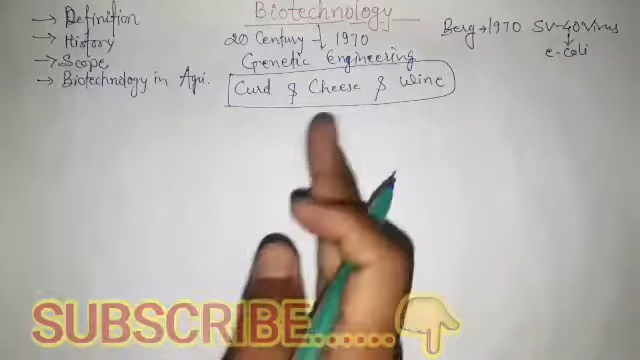 Biotechnology
→ Definition
→ History
→ Scope
→ Biotechnology in Agri.
20 Century ↓ 1970
Genetic Engineering
Curd & Cheese & wine
Berg → 1970 SV-40 Virus
↓
e-coli
SUBSCRIBE......